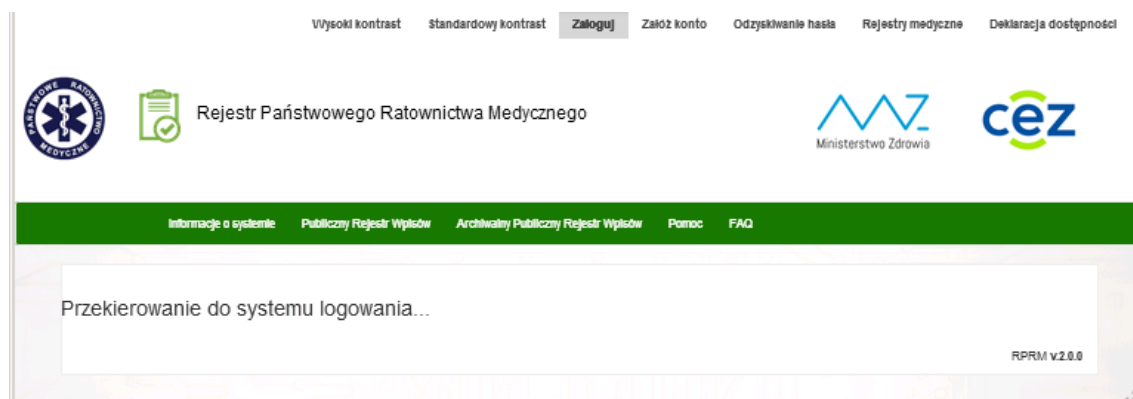 Wysoki kontrast Standardowy kontrast Zaloguj Załóż konto Odzyskiwanie hasła Rejestry medyczne Deklaracja dostępności
PAŃSTWOWE RATOWNICTWO MEDYCZNE
Rejestr Państwowego Ratownictwa Medycznego
Ministerstwo Zdrowia
cez
Informacje o systemie Publiczny Rejestr Wpisów Archiwalny Publiczny Rejestr Wpisów Pomoc FAQ
Przekierowanie do systemu logowania...
RPRM v.2.0.0